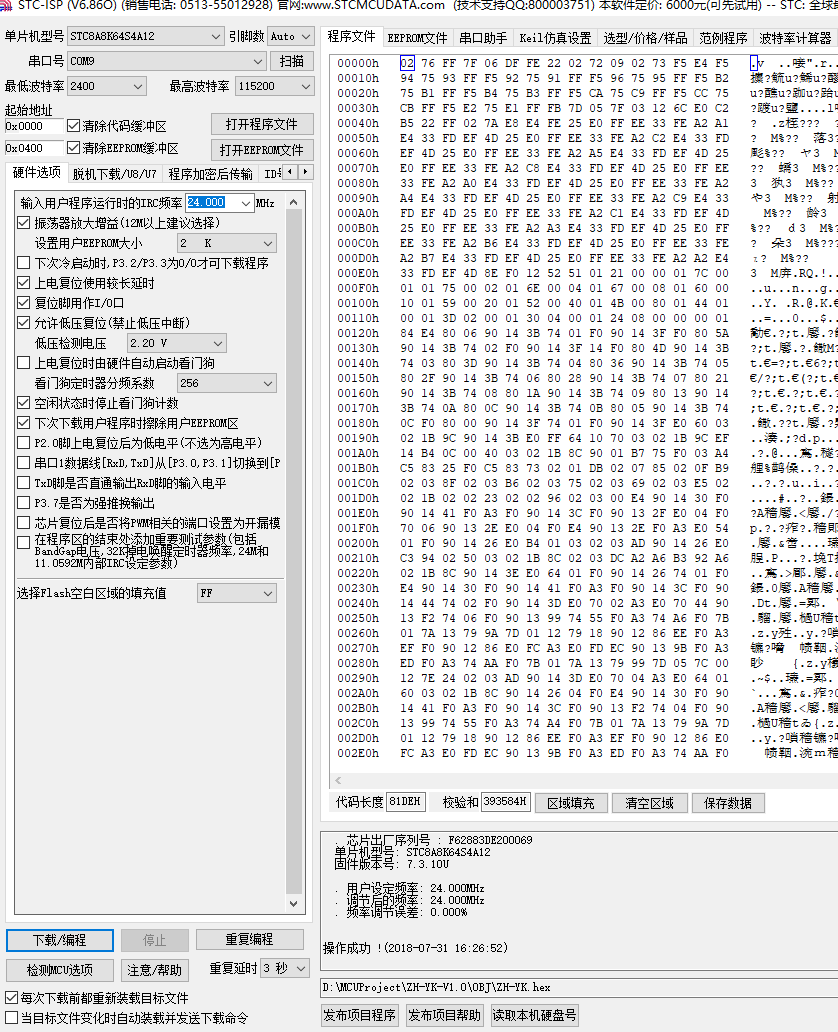 STC-ISP (V6.86O) (销售电话: 0513-55012928) 官网:www.STCMCUDATA.com (技术支持QQ:800003751) 本软件定价: 6000元(可先试用) -- STC: 全球
单片机型号 STC8A8K64S4A12 引脚数 Auto
串口号 COM9 扫描
最低波特率 2400 最高波特率 115200
起始地址
0x0000 清除代码缓冲区 打开程序文件
0x0400 清除EEPROM缓冲区 打开EEPROM文件
硬件选项 脱机下载/U8/U7 程序加密后传输
输入用户程序运行时的IRC频率 24.000 MHz
振荡器放大增益(12M以上建议选择)
设置用户EEPROM大小 2 K
下次冷启动时,P3.2/P3.3为0/0才可下载程序
上电复位使用较长延时
复位脚用作I/O口
允许低压复位(禁止低压中断)
低压检测电压 2.20 V
上电复位时由硬件自动启动看门狗
看门狗定时器分频系数 256
空闲状态时停止看门狗计数
下次下载用户程序时擦除用户EEPROM区
P2.0脚上电复位后为低电平(不选为高电平)
串口1数据线[RxD,TxD]从[P3.0,P3.1]切换到[P
TxD脚是否直通输出RxD脚的输入电平
P3.7是否为强推挽输出
芯片复位后是否将PWM相关的端口设置为开漏模
在程序区的结束处添加重要测试参数(包括
BandGap电压,32K掉电唤醒定时器频率,24M和
11.0592M内部IRC设定参数)
选择Flash空白区域的填充值 FF
下载/编程 停止 重复编程
检测MCU选项 注意/帮助 重复延时 3 秒
每次下载前都重新装载目标文件
当目标文件变化时自动装载并发送下载命令
程序文件 EEPROM文件 串口助手 Keil仿真设置 选型/价格/样品 范例程序 波特率计算器
00000h 02 76 FF 7F 06 DF FE 22 02 72 09 02 73 F5 E4 F5
00010h 94 75 93 FF F5 92 75 91 FF F5 96 75 95 FF F5 B2
00020h 75 B1 FF F5 B4 75 B3 FF F5 CA 75 C9 FF F5 CC 75
00030h CB FF F5 E2 75 E1 FF FB 7D 05 7F 03 12 6C E0 C2
00040h B5 22 FF 02 7A E8 E4 FE 25 E0 FF EE 33 FE A2 A1
00050h E4 33 FD EF 4D 25 E0 FF EE 33 FE A2 C2 E4 33 FD
00060h EF 4D 25 E0 FF EE 33 FE A2 A5 E4 33 FD EF 4D 25
00070h E0 FF EE 33 FE A2 C8 E4 33 FD EF 4D 25 E0 FF EE
00080h 33 FE A2 A0 E4 33 FD EF 4D 25 E0 FF EE 33 FE A2
00090h A4 E4 33 FD EF 4D 25 E0 FF EE 33 FE A2 C9 E4 33
000A0h FD EF 4D 25 E0 FF EE 33 FE A2 C1 E4 33 FD EF 4D
000B0h 25 E0 FF EE 33 FE A2 A3 E4 33 FD EF 4D 25 E0 FF
000C0h EE 33 FE A2 B6 E4 33 FD EF 4D 25 E0 FF EE 33 FE
000D0h A2 B7 E4 33 FD EF 4D 25 E0 FF EE 33 FE A2 A2 E4
000E0h 33 FD EF 4D 8E F0 12 52 51 01 21 00 00 01 7C 00
000F0h 01 01 75 00 02 01 6E 00 04 01 67 00 08 01 60 00
00100h 10 01 59 00 20 01 52 00 40 01 4B 00 80 01 44 01
00110h 00 01 3D 02 00 01 30 04 00 01 24 08 00 00 00 01
00120h 84 E4 80 06 90 14 3B 74 01 F0 90 14 3F F0 80 5A
00130h 90 14 3B 74 02 F0 90 14 3F 14 F0 80 4D 90 14 3B
00140h 74 03 80 3D 90 14 3B 74 04 80 36 90 14 3B 74 05
00150h 80 2F 90 14 3B 74 06 80 28 90 14 3B 74 07 80 21
00160h 90 14 3B 74 08 80 1A 90 14 3B 74 09 80 13 90 14
00170h 3B 74 0A 80 0C 90 14 3B 74 0B 80 05 90 14 3B 74
00180h 0C F0 80 00 90 14 3F 74 01 F0 90 14 3F E0 60 03
00190h 02 1B 9C 90 14 3B E0 FF 64 10 70 03 02 1B 9C EF
001A0h 14 B4 0C 00 40 03 02 1B 8C 90 01 B7 75 F0 03 A4
001B0h C5 83 25 F0 C5 83 73 02 01 DB 02 07 85 02 0F B9
001C0h 02 03 8F 02 03 B6 02 03 75 02 03 69 02 03 E5 02
001D0h 02 1B 02 02 23 02 02 96 02 03 00 E4 90 14 30 F0
001E0h 90 14 41 F0 A3 F0 90 14 3C F0 90 13 2F E0 04 F0
001F0h 70 06 90 13 2E E0 04 F0 E4 90 13 2E F0 A3 E0 54
00200h 01 F0 90 14 26 E0 B4 01 03 02 03 AD 90 14 26 E0
00210h C3 94 02 50 03 02 1B 8C 02 03 DC A2 A6 B3 92 A6
00220h 02 1B 8C 90 14 3E E0 64 01 F0 90 14 26 74 01 F0
00230h E4 90 14 30 F0 90 14 41 F0 A3 F0 90 14 3C F0 90
00240h 14 44 74 02 F0 90 14 3D E0 70 02 A3 E0 70 44 90
00250h 13 F2 74 06 F0 90 13 99 74 55 F0 A3 74 A6 F0 7B
00260h 01 7A 13 79 9A 7D 01 12 79 18 90 12 86 EE F0 A3
00270h EF F0 90 12 86 E0 FC A3 E0 FD EC 90 13 9B F0 A3
00280h ED F0 A3 74 AA F0 7B 01 7A 13 79 99 7D 05 7C 00
00290h 12 7E 24 02 03 AD 90 14 3D E0 70 04 A3 E0 64 01
002A0h 60 03 02 1B 8C 90 14 26 04 F0 E4 90 14 30 F0 90
002B0h 14 41 F0 A3 F0 90 14 3C F0 90 13 F2 74 04 F0 90
002C0h 13 99 74 55 F0 A3 74 A4 F0 7B 01 7A 13 79 9A 7D
002D0h 01 12 79 18 90 12 86 EE F0 A3 EF F0 90 12 86 E0
002E0h FC A3 E0 FD EC 90 13 9B F0 A3 ED F0 A3 74 AA F0
代码长度 81DEH 校验和 393584H 区域填充 清空区域 保存数据
. 芯片出厂序列号 : F62883DE200069
单片机型号: STC8A8K64S4A12
固件版本号: 7.3.10U
. 用户设定频率: 24.000MHz
. 调节后的频率: 24.000MHz
. 频率调节误差: 0.000%
操作成功 !(2018-07-31 16:26:52)
D:\MCUProject\ZH-YK-V1.0\OBJ\ZH-YK.hex
发布项目程序 发布项目帮助 读取本机硬盘号